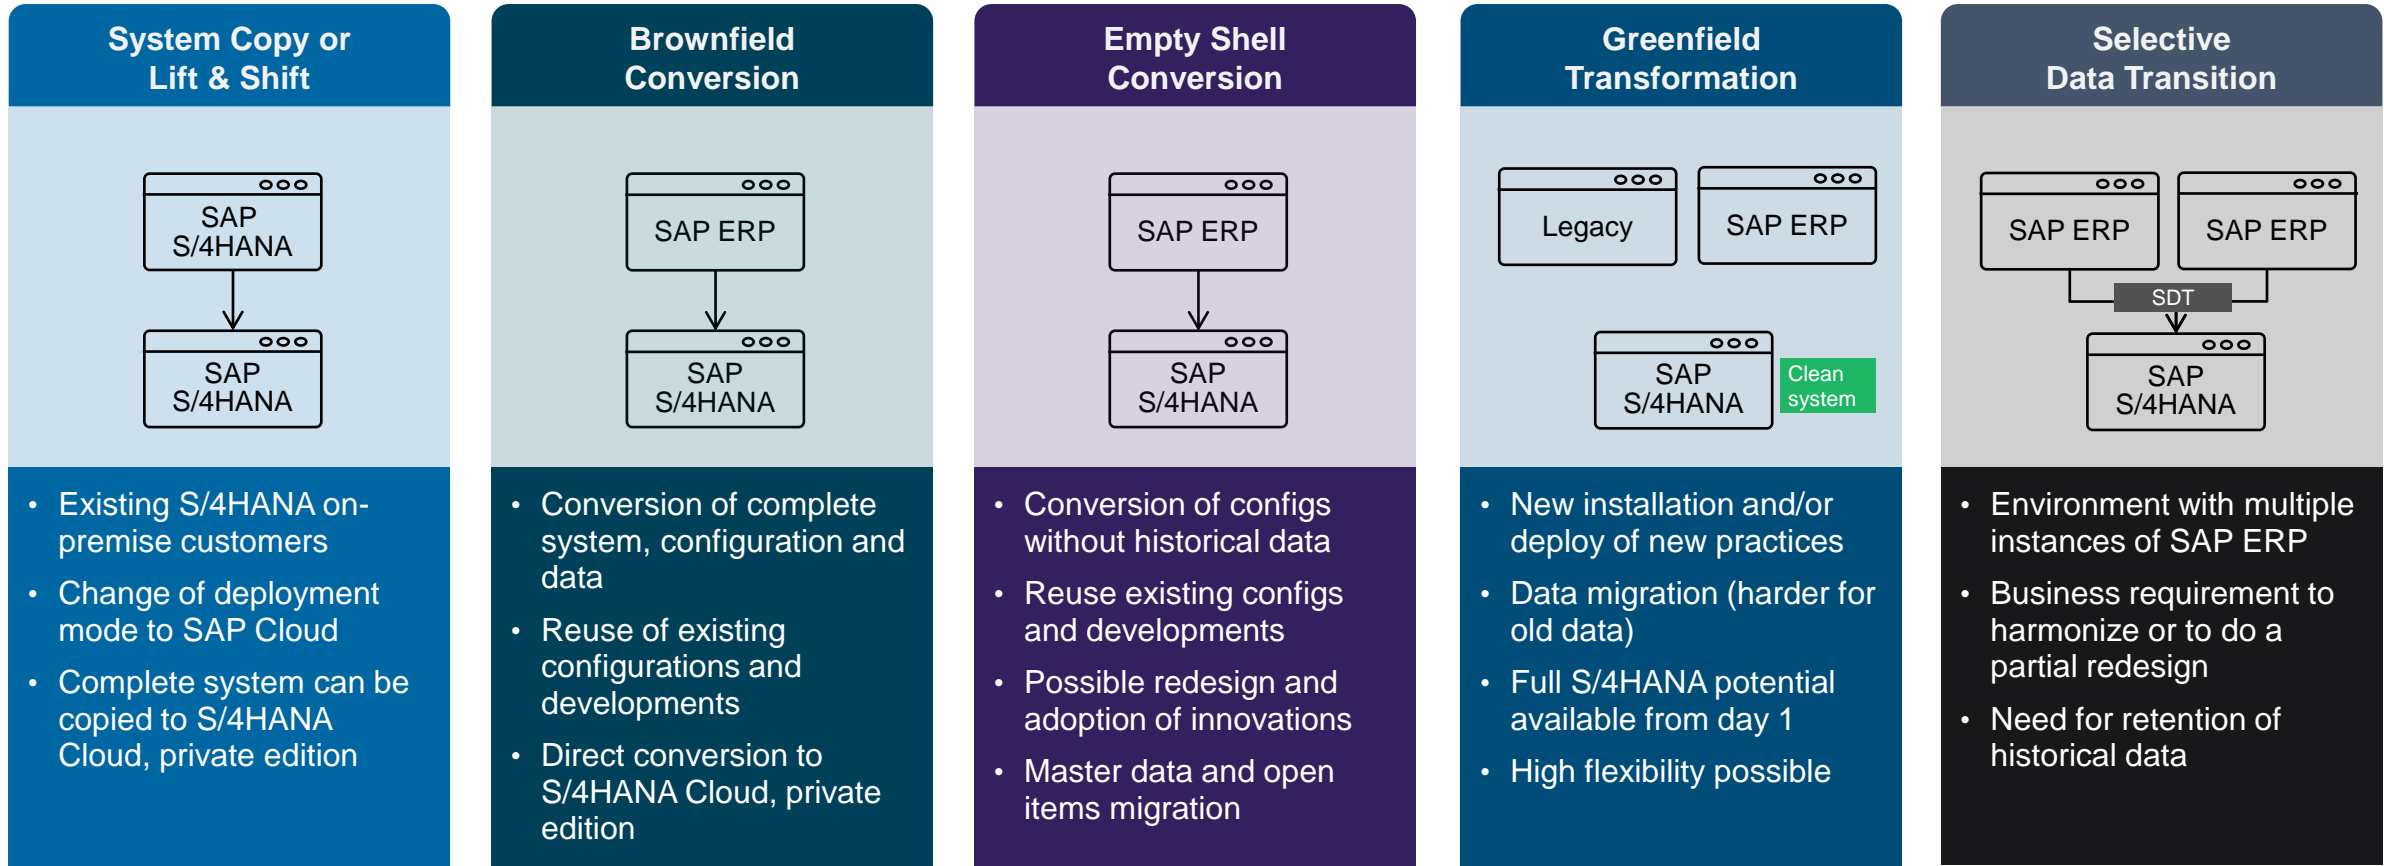 System Copy or
Lift & Shift
SAP
S/4HANA
SAP
S/4HANA
• Existing S/4HANA on-
premise customers
• Change of deployment
mode to SAP Cloud
• Complete system can be
copied to S/4HANA
Cloud, private edition
Brownfield
Conversion
SAP ERP
SAP
S/4HANA
• Conversion of complete
system, configuration and
data
• Reuse of existing
configurations and
developments
• Direct conversion to
S/4HANA Cloud, private
edition
Empty Shell
Conversion
SAP ERP
SAP
S/4HANA
• Conversion of configs
without historical data
• Reuse existing configs
and developments
• Possible redesign and
adoption of innovations
• Master data and open
items migration
Greenfield
Transformation
Legacy
SAP ERP
SAP
S/4HANA
Clean
system
• New installation and/or
deploy of new practices
• Data migration (harder for
old data)
• Full S/4HANA potential
available from day 1
• High flexibility possible
Selective
Data Transition
SAP ERP
SAP ERP
SDT
SAP
S/4HANA
• Environment with multiple
instances of SAP ERP
• Business requirement to
harmonize or to do a
partial redesign
• Need for retention of
historical data